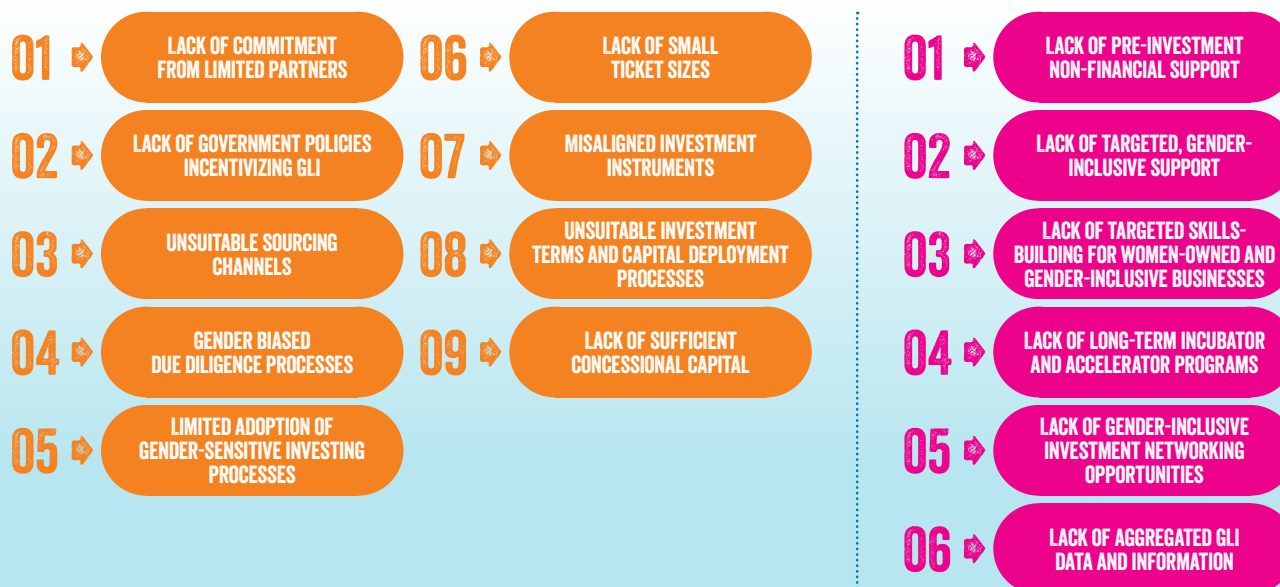 01
LACK OF COMMITMENT
FROM LIMITED PARTNERS
02
LACK OF GOVERNMENT POLICIES
INCENTIVIZING GLI
03
UNSUITABLE SOURCING
CHANNELS
04
GENDER BIASED
DUE DILIGENCE PROCESSES
05
LIMITED ADOPTION OF
GENDER-SENSITIVE INVESTING
PROCESSES
06
LACK OF SMALL
TICKET SIZES
07
MISALIGNED INVESTMENT
INSTRUMENTS
08
UNSUITABLE INVESTMENT
TERMS AND CAPITAL DEPLOYMENT
PROCESSES
09
LACK OF SUFFICIENT
CONCESSIONAL CAPITAL
01
LACK OF PRE-INVESTMENT
NON-FINANCIAL SUPPORT
02
LACK OF TARGETED, GENDER-
INCLUSIVE SUPPORT
03
LACK OF TARGETED SKILLS-
BUILDING FOR WOMEN-OWNED AND
GENDER-INCLUSIVE BUSINESSES
04
LACK OF LONG-TERM INCUBATOR
AND ACCELERATOR PROGRAMS
05
LACK OF GENDER-INCLUSIVE
INVESTMENT NETWORKING
OPPORTUNITIES
06
LACK OF AGGREGATED GLI
DATA AND INFORMATION